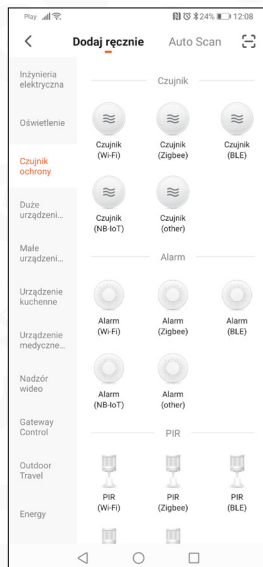 Play 24% 12:08
Dodaj ręcznie Auto Scan
Inżynieria
elektryczna
Oświetlenie
Czujnik
ochrony
Duże
urządzeni...
Małe
urządzeni...
Urządzenie
kuchenne
Urządzenie
medyczne...
Nadzór
wideo
Gateway
Control
Outdoor
Travel
Energy
Czujnik
Czujnik
(Wi-Fi)
Czujnik
(Zigbee)
Czujnik
(BLE)
Czujnik
(NB-IoT)
Czujnik
(other)
Alarm
Alarm
(Wi-Fi)
Alarm
(Zigbee)
Alarm
(BLE)
Alarm
(NB-IoT)
Alarm
(other)
PIR
PIR
(Wi-Fi)
PIR
(Zigbee)
PIR
(BLE)